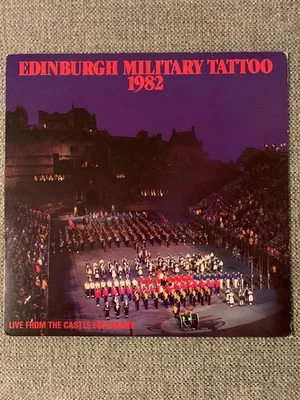 EDINBURGH MILITARY TATTOO
1982
LIVE FROM THE CASTLE ESPLANADE